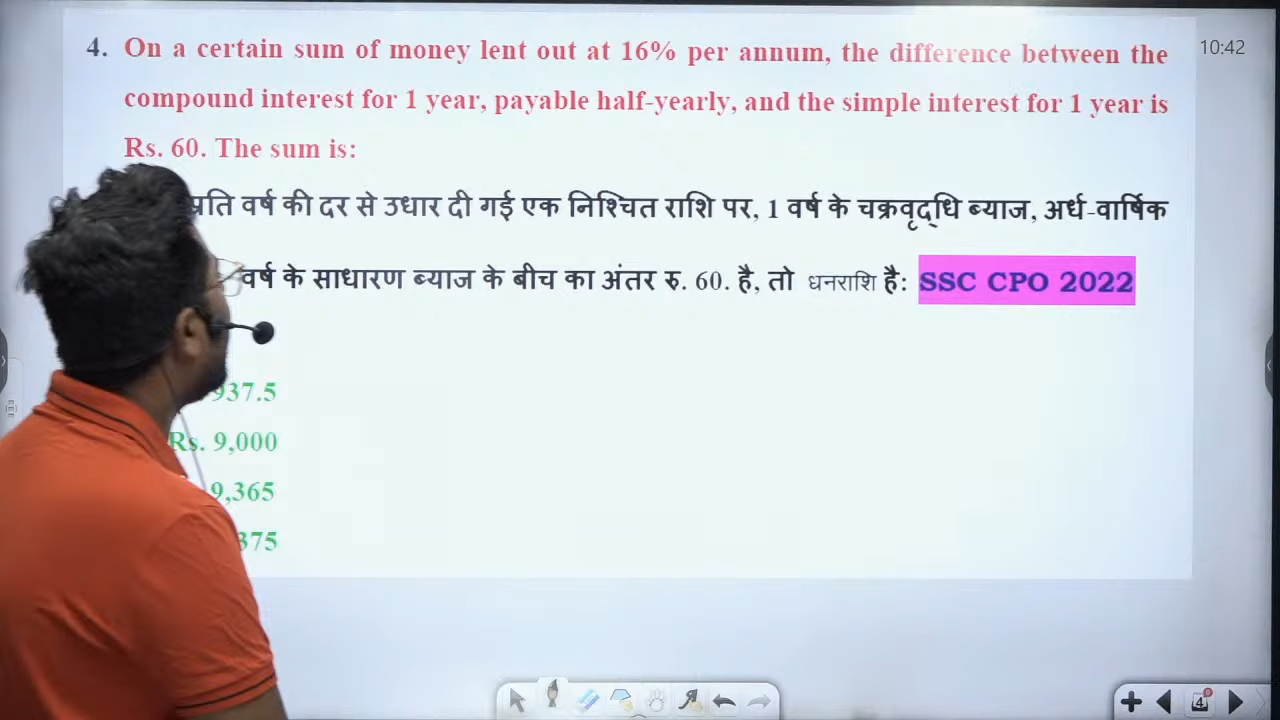 10:42
4. On a certain sum of money lent out at 16% per annum, the difference between the
compound interest for 1 year, payable half-yearly, and the simple interest for 1 year is
Rs. 60. The sum is:
प्रति वर्ष की दर से उधार दी गई एक निश्चित राशि पर, 1 वर्ष के चक्रवृद्धि ब्याज, अर्ध-वार्षिक
वर्ष के साधारण ब्याज के बीच का अंतर रु. 60. है, तो धनराशि है: SSC CPO 2022
937.5
Rs. 9,000
9,365
375
4